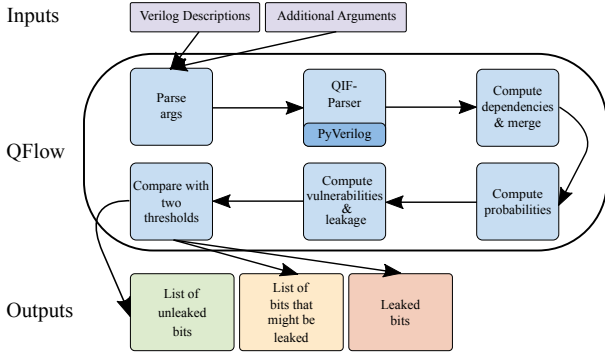 Inputs
Verilog Descriptions
Additional Arguments
QFlow
Parse
args
QIF-
Parser
PyVerilog
Compute
dependencies
& merge
Compare with
two
thresholds
Compute
vulnerabilities
&
leakage
Compute
probabilities
Outputs
List of
unleaked
bits
List of
bits that
might be
leaked
Leaked
bits